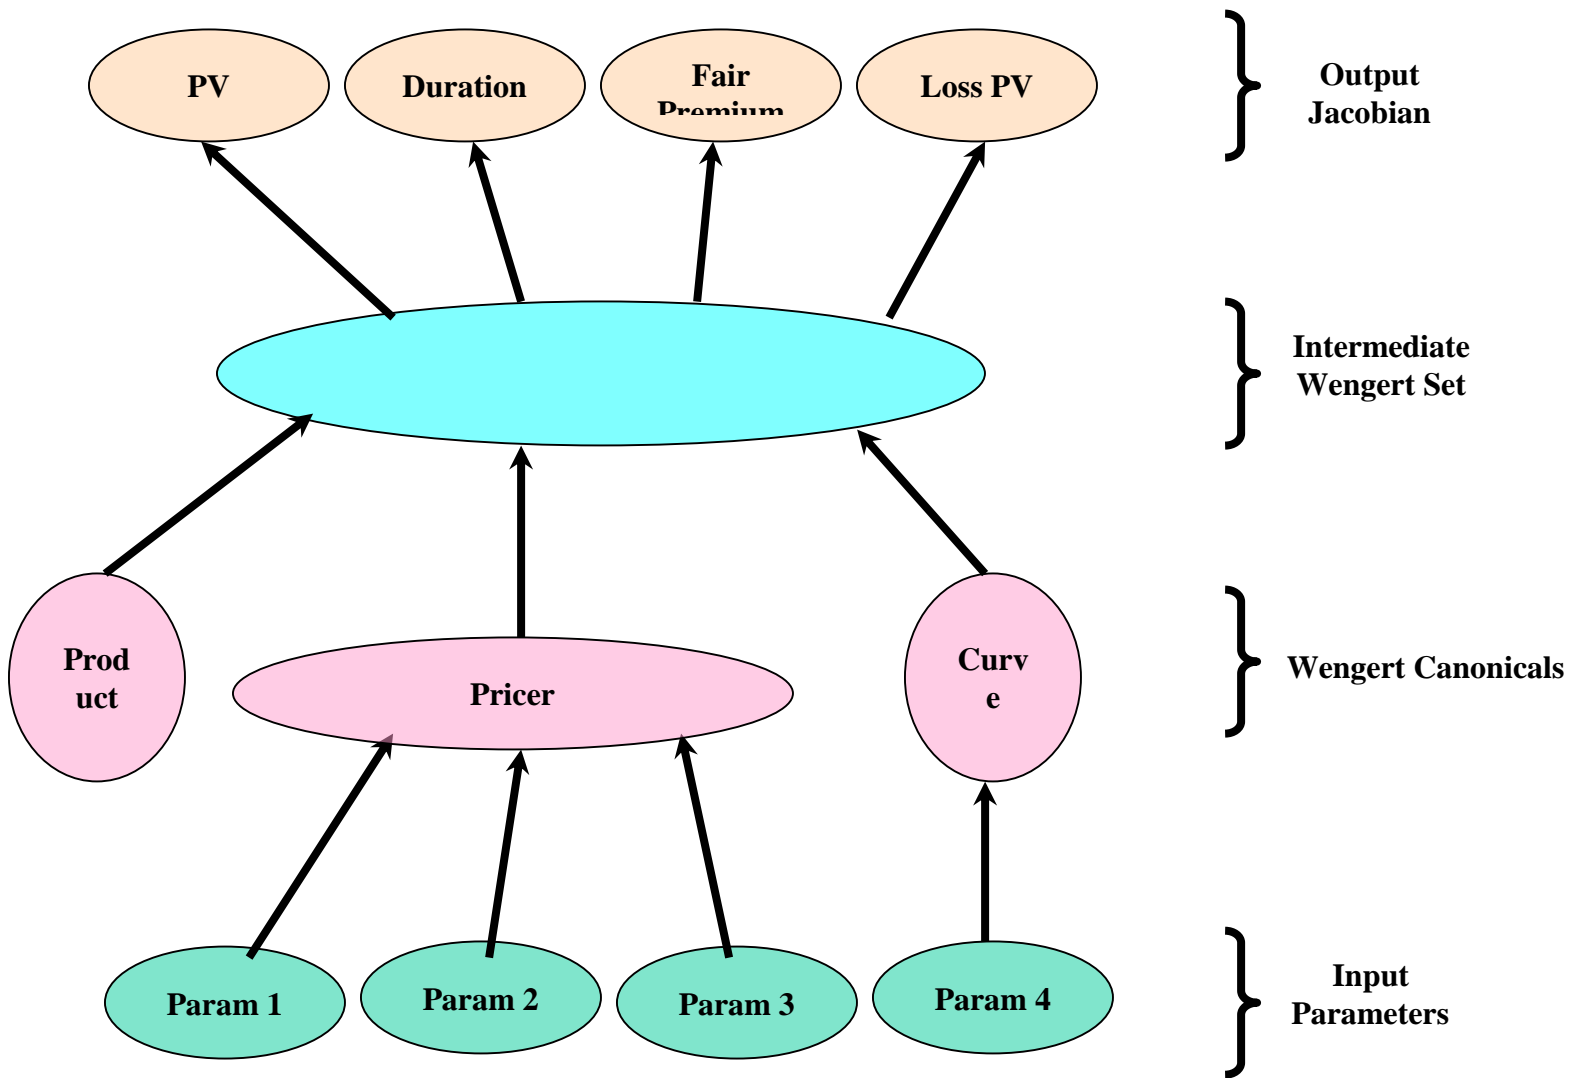 PV
Duration
Fair
Premium
Loss PV
Output
Jacobian
Intermediate
Wengert Set
Prod
uct
Pricer
Curv
e
Wengert Canonicals
Param 1
Param 2
Param 3
Param 4
Input
Parameters